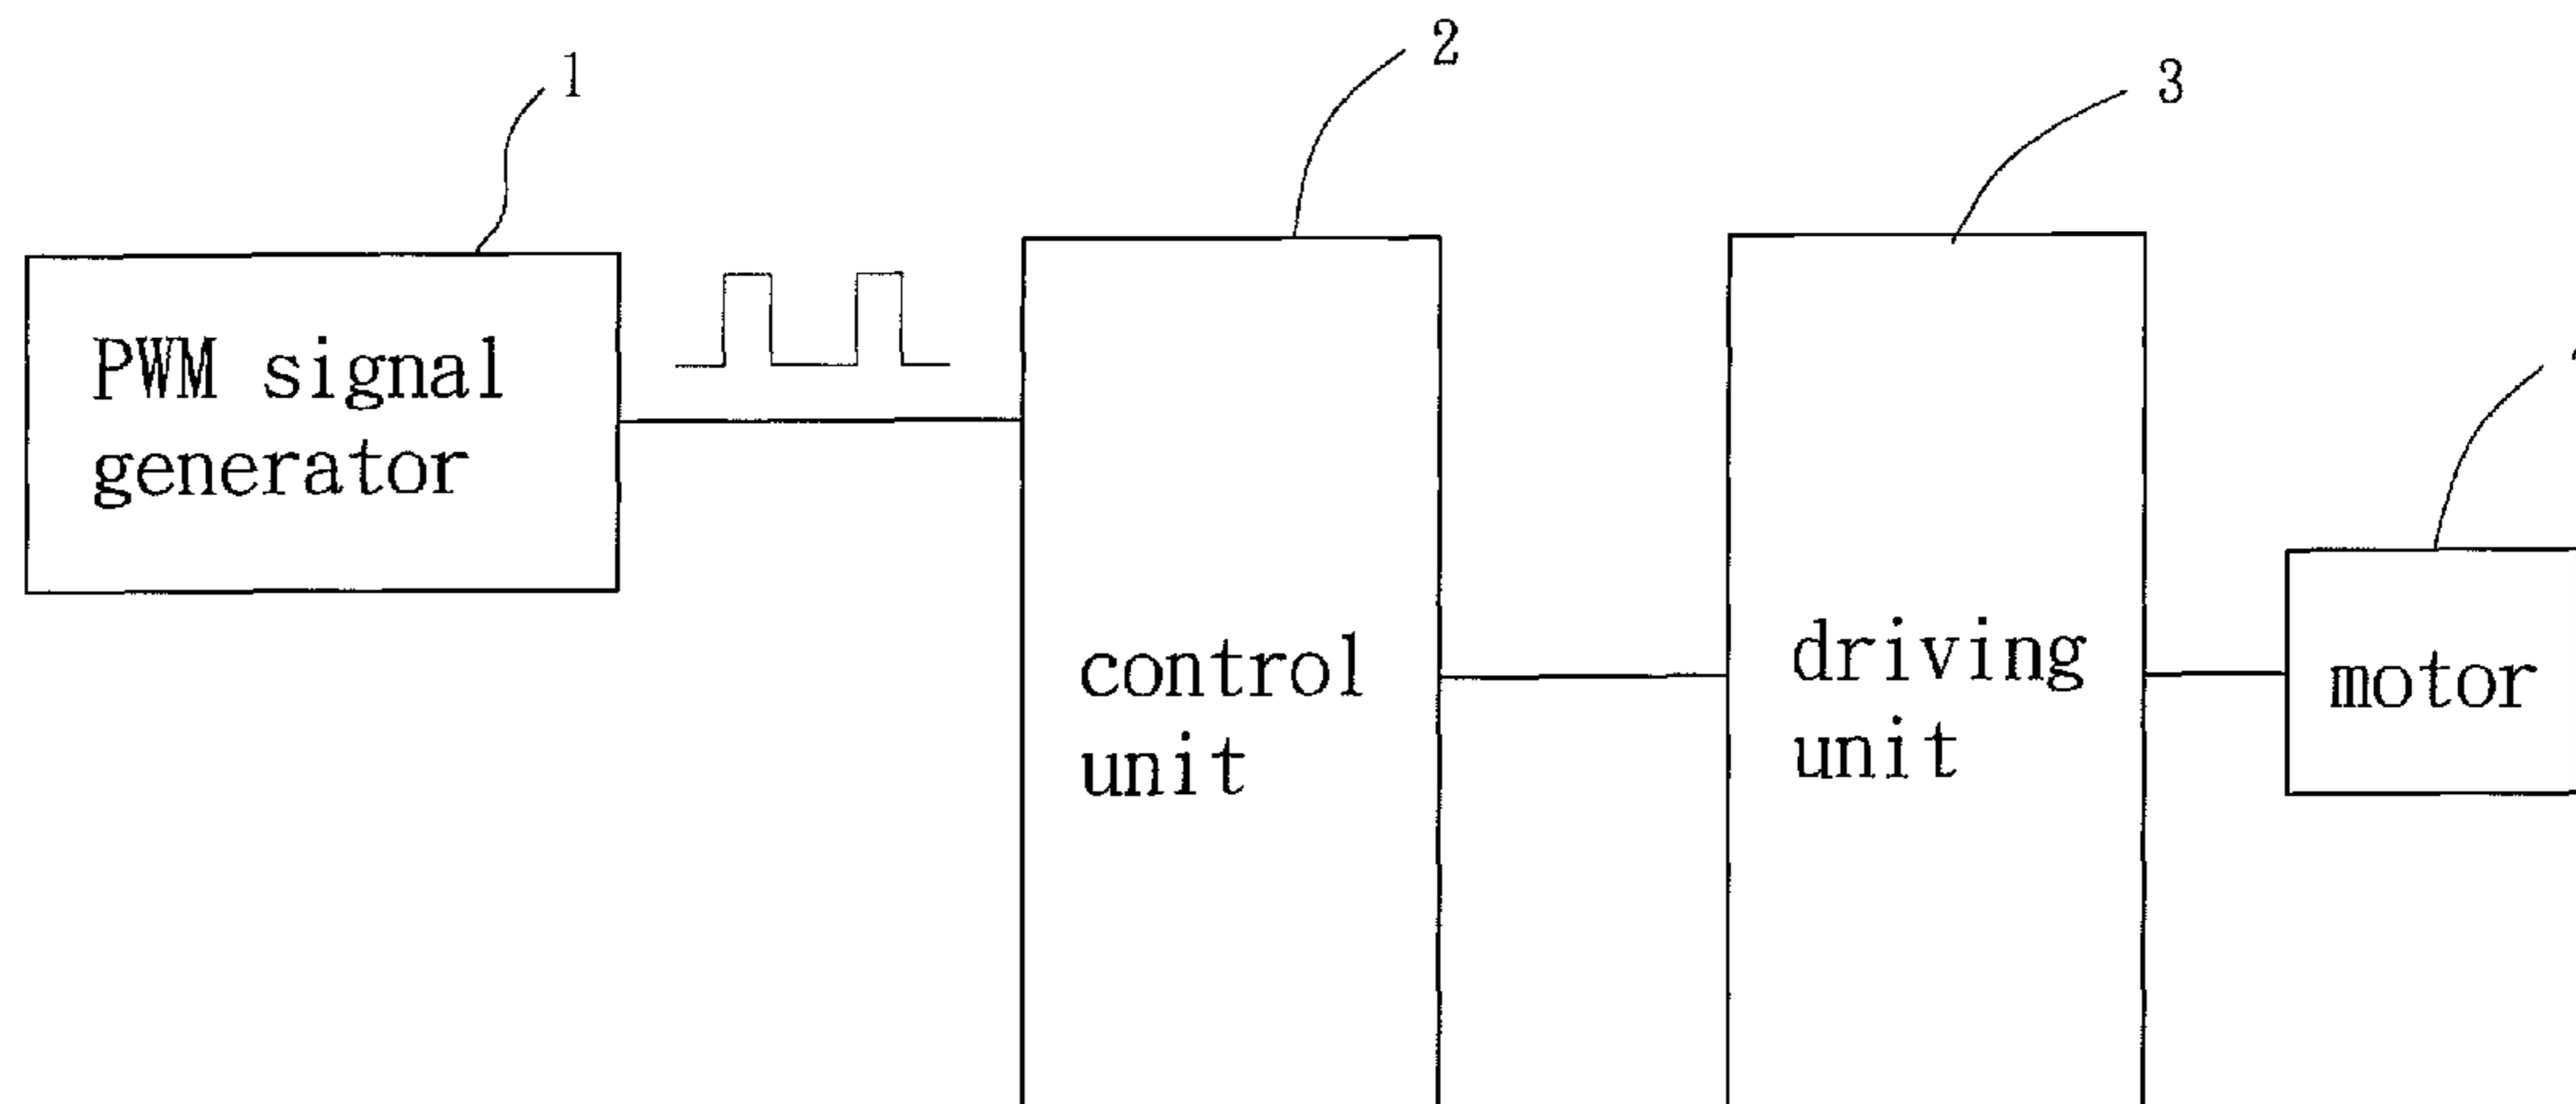 1
2
3
PWM signal
generator
control
unit
driving
unit
motor